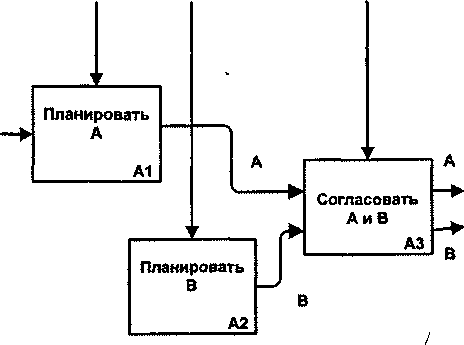 Планировать
А
А1
А
Согласовать
А и В
А3
А
В
Планировать
В
А2
В